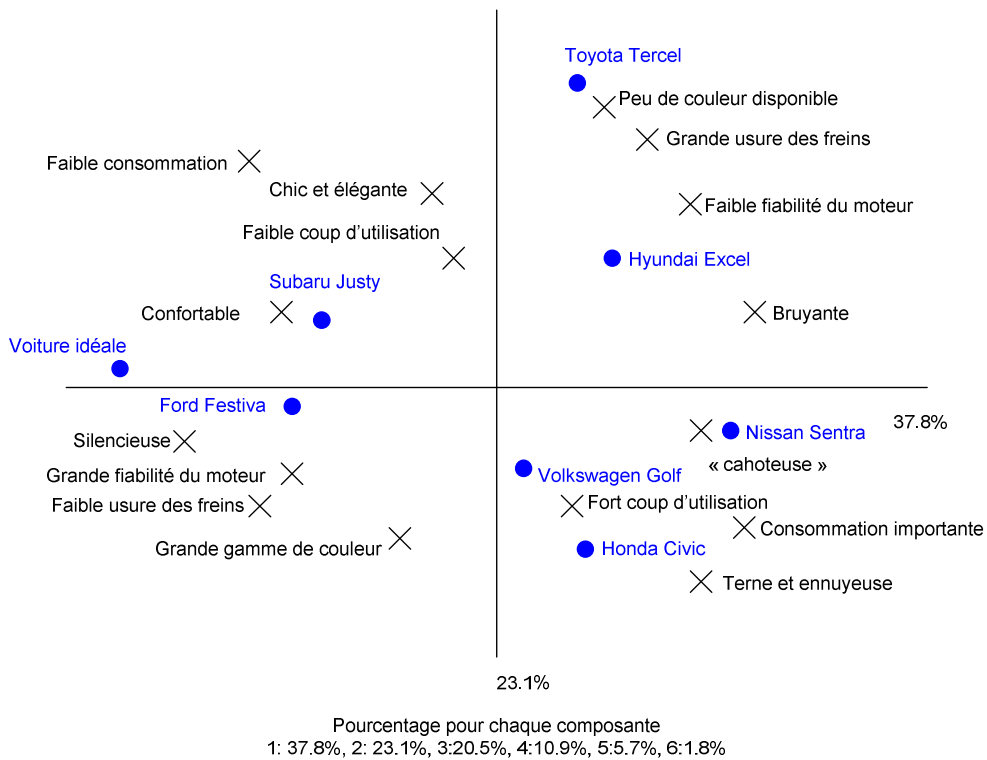 Toyota Tercel
Peu de couleur disponible
Grande usure des freins
Faible consommation
Chic et élégante
Faible fiabilité du moteur
Faible coup d’utilisation
Hyundai Excel
Subaru Justy
Confortable
Bruyante
Voiture idéale
Ford Festiva
37.8%
Silencieuse
Nissan Sentra
« cahoteuse »
Grande fiabilité du moteur
Volkswagen Golf
Faible usure des freins
Fort coup d’utilisation
Consommation importante
Grande gamme de couleur
Honda Civic
Terne et ennuyeuse
23.1%
Pourcentage pour chaque composante
1: 37.8%, 2: 23.1%, 3:20.5%, 4:10.9%, 5:5.7%, 6:1.8%